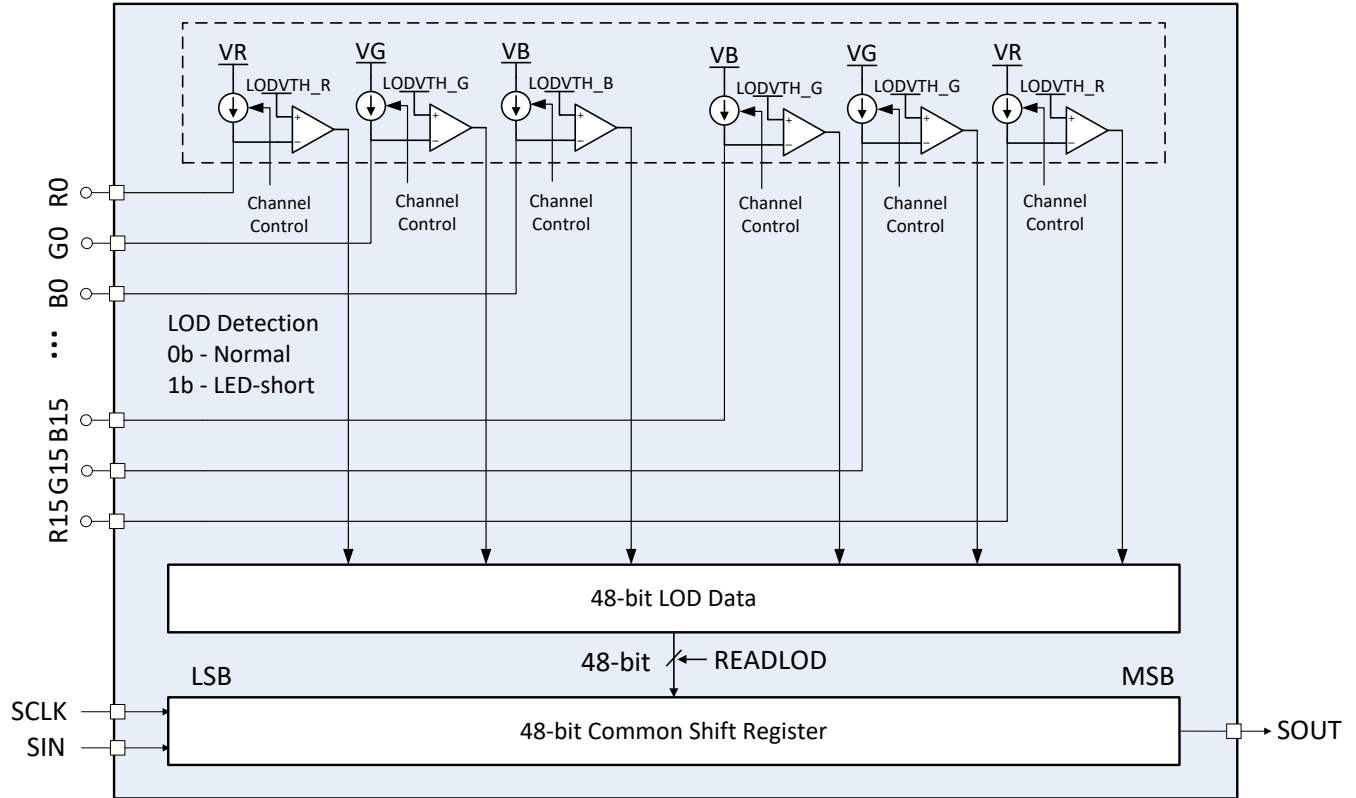 VR
VG
VB
VB
VG
VR
LODVTH_R
LODVTH_G
LODVTH_B
LODVTH_G
LODVTH_G
LODVTH_R
+
+
+
+
+
+
−
−
−
−
−
−
Channel
Control
Channel
Control
Channel
Control
Channel
Control
Channel
Control
Channel
Control
R0
G0
B0
...
B15
G15
R15
LOD Detection
0b - Normal
1b - LED-short
48-bit LOD Data
48-bit
READLOD
LSB
MSB
SCLK
SIN
48-bit Common Shift Register
SOUT